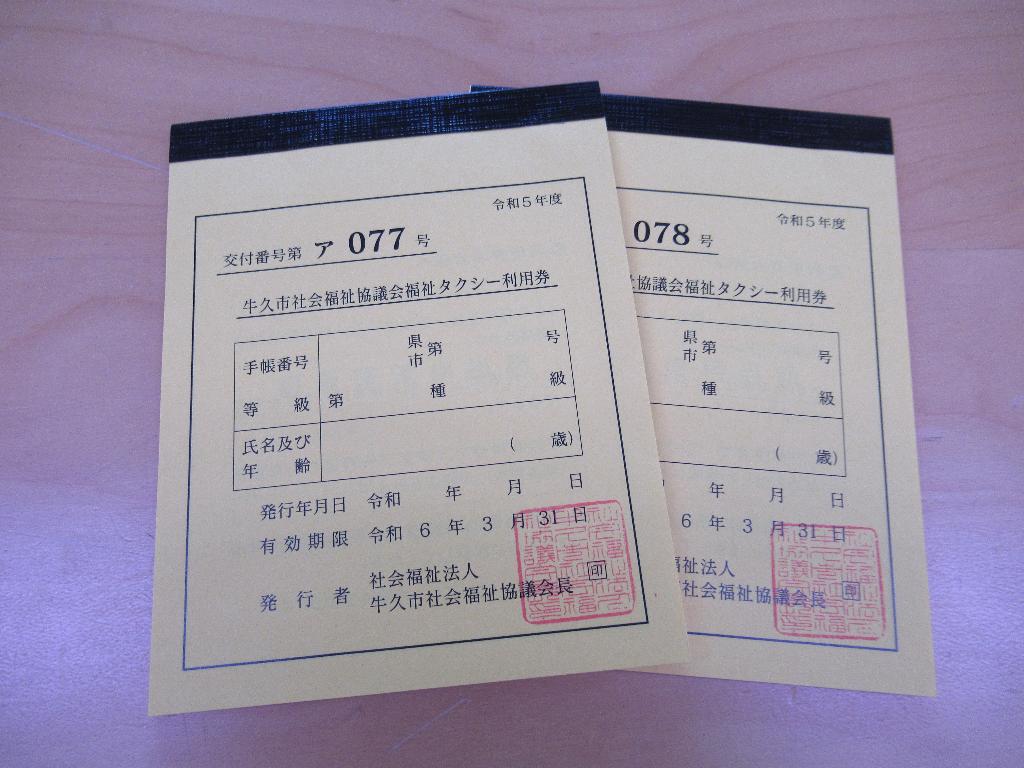 令和5年度
交付番号第 ア 077 号
牛久市社会福祉協議会福祉タクシー利用券
手帳番号 県市 第 号
等級 第 種 級
氏名及び年齢 ( 歳)
発行年月日 令和 年 月 日
有効期限 令和 6 年 3 月 31 日
発行者 社会福祉法人
牛久市社会福祉協議会長 印
令和5年度
078 号
協議会福祉タクシー利用券
県市 第 号
種 級
( 歳)
年 月 日
6 年 3 月 31 日
福祉法人
社会福祉協議会長 印